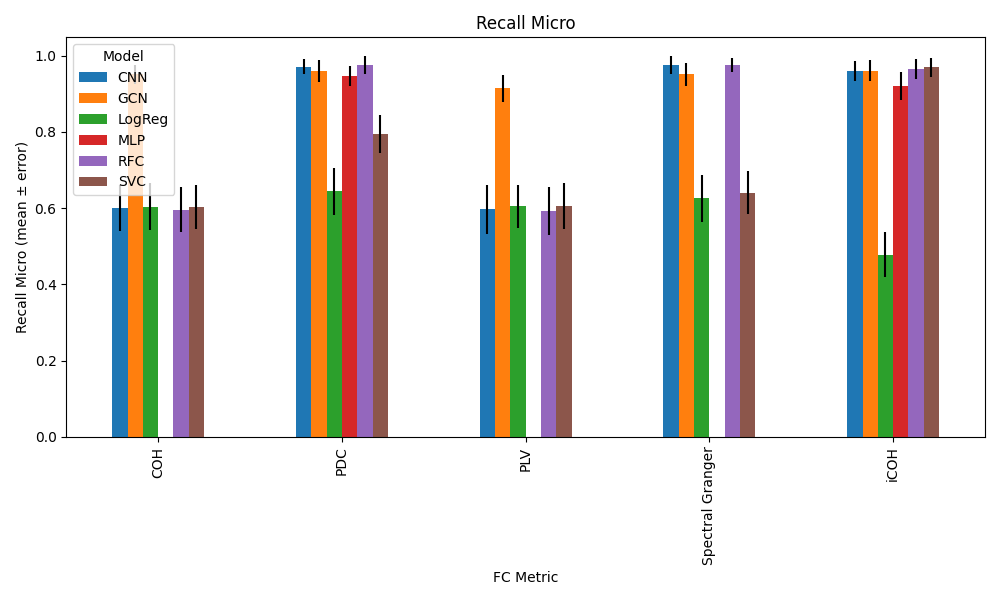 Recall Micro
Recall Micro (mean ± error)
1.0
0.8
0.6
0.4
0.2
0.0
Model
CNN
GCN
LogReg
MLP
RFC
SVC
COH
PDC
PLV
Spectral Granger
iCOH
FC Metric